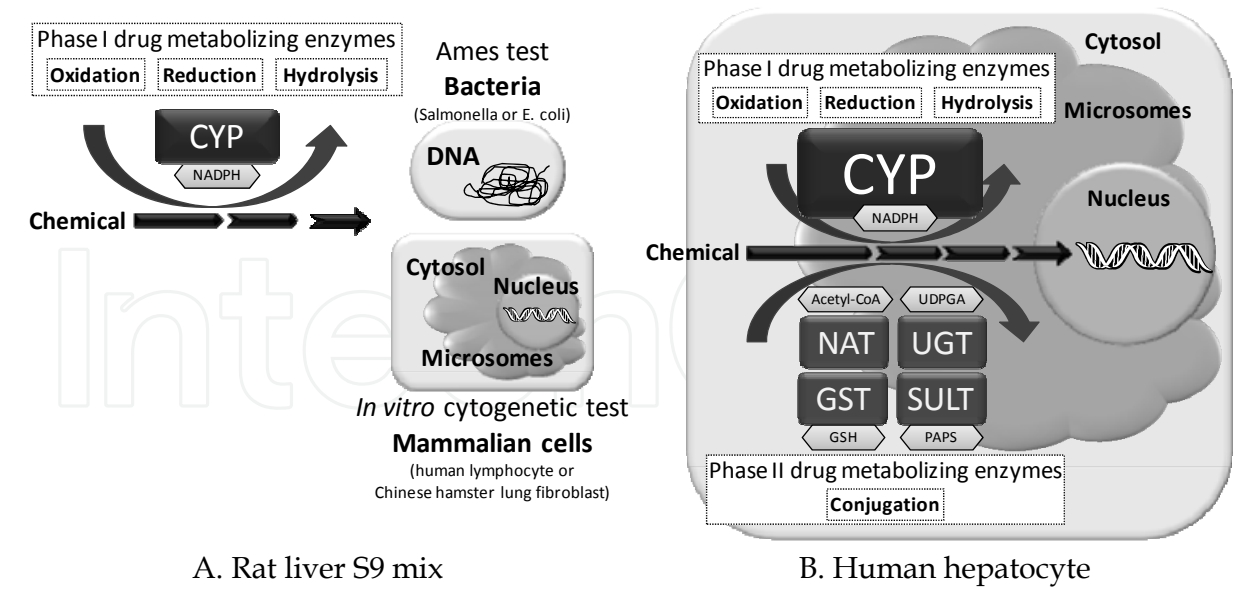 Phase I drug metabolizing enzymes
Oxidation Reduction Hydrolysis
CYP
NADPH
Chemical
Ames test
Bacteria
(Salmonella or E. coli)
DNA
Cytosol
Nucleus
Microsomes
In vitro cytogenetic test
Mammalian cells
(human lymphocyte or
Chinese hamster lung fibroblast)
A. Rat liver S9 mix
Cytosol
Phase I drug metabolizing enzymes
Oxidation Reduction Hydrolysis
Microsomes
CYP
NADPH
Nucleus
Chemical
Acetyl-CoA UDPGA
NAT UGT
GST SULT
GSH PAPS
Phase II drug metabolizing enzymes
Conjugation
B. Human hepatocyte